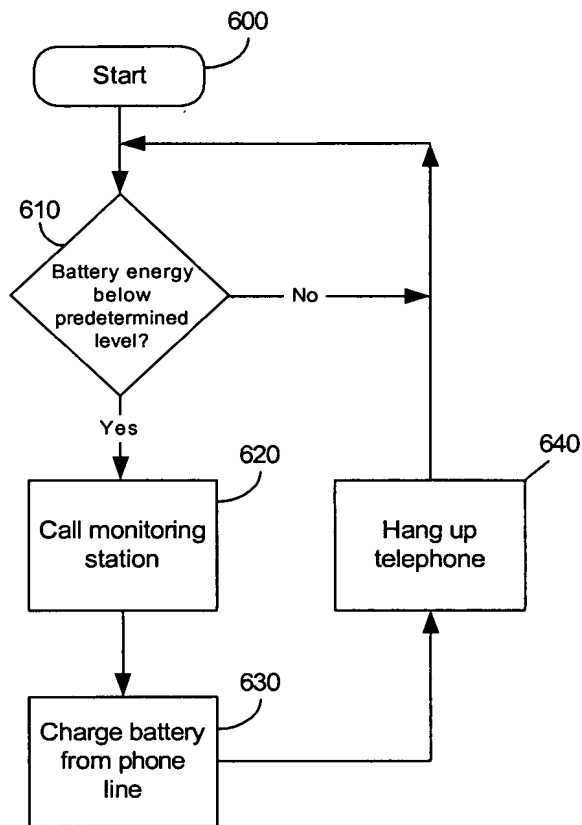 600
Start
610
Battery energy
below
predetermined
level?
No
Yes
620
Call monitoring
station
640
Hang up
telephone
630
Charge battery
from phone
line